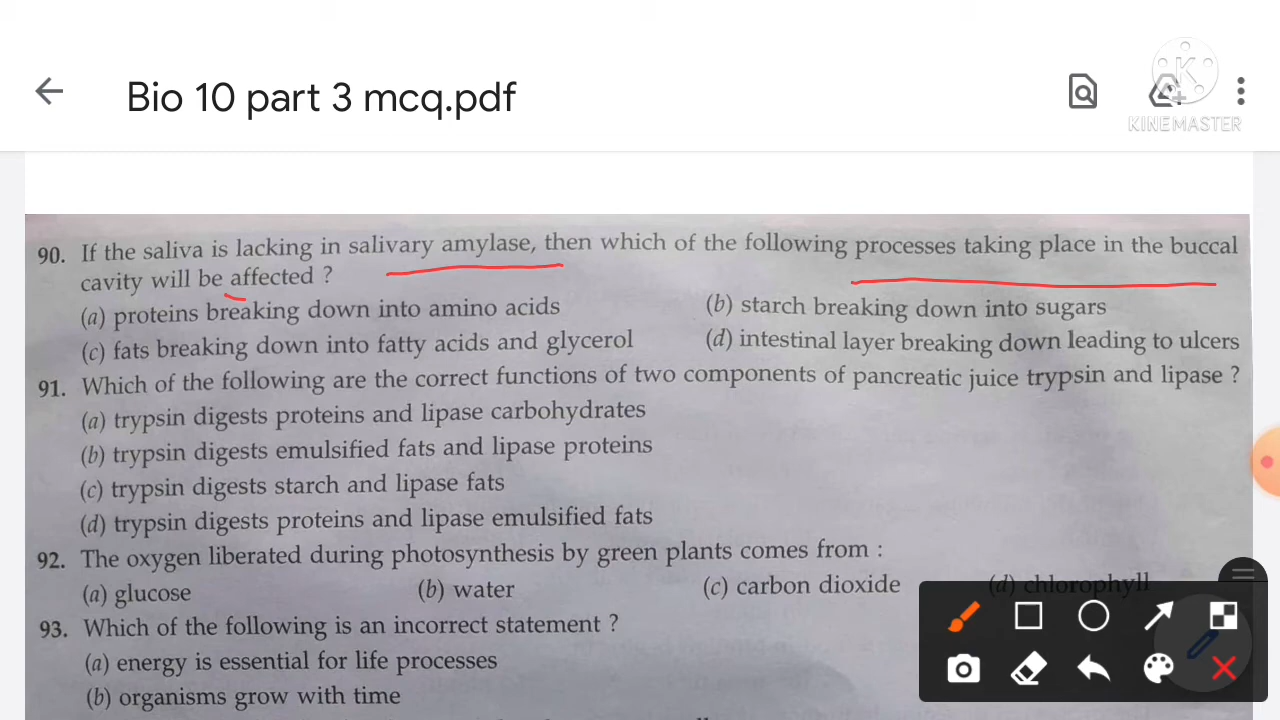 Bio 10 part 3 mcq.pdf
KINEMASTER
90. If the saliva is lacking in salivary amylase, then which of the following processes taking place in the buccal
cavity will be affected ?
(a) proteins breaking down into amino acids (b) starch breaking down into sugars
(c) fats breaking down into fatty acids and glycerol (d) intestinal layer breaking down leading to ulcers
91. Which of the following are the correct functions of two components of pancreatic juice trypsin and lipase ?
(a) trypsin digests proteins and lipase carbohydrates
(b) trypsin digests emulsified fats and lipase proteins
(c) trypsin digests starch and lipase fats
(d) trypsin digests proteins and lipase emulsified fats
92. The oxygen liberated during photosynthesis by green plants comes from :
(a) glucose (b) water (c) carbon dioxide (d) chlorophyll
93. Which of the following is an incorrect statement ?
(a) energy is essential for life processes
(b) organisms grow with time